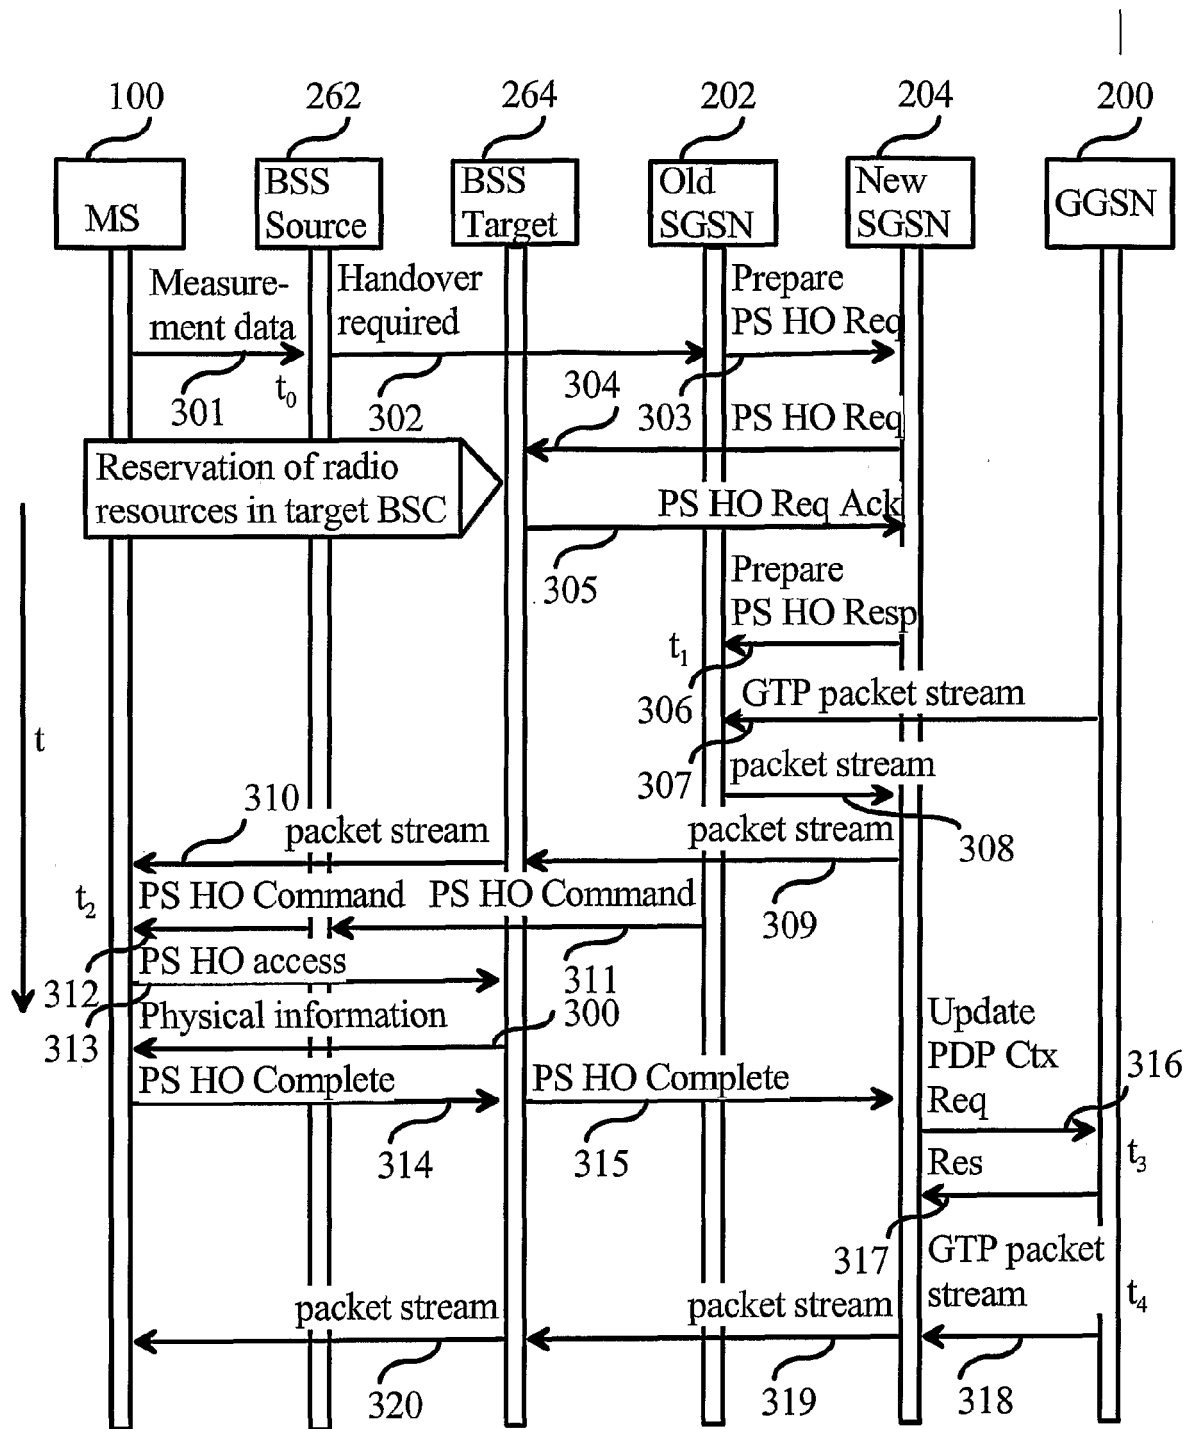 100
262
264
202
204
200
MS
BSS
Source
BSS
Target
Old
SGSN
New
SGSN
GGSN
Measure-
ment data
Handover
required
Prepare
PS HO Req
301
t0
302
304
303
PS HO Req
Reservation of radio
resources in target BSC
PS HO Req Ack
305
Prepare
PS HO Resp
t1
306
GTP packet stream
t
307
packet stream
310
packet stream
packet stream
308
t2
PS HO Command
PS HO Command
309
312
PS HO access
311
313
Physical information
300
Update
PDP Ctx
Req
316
PS HO Complete
PS HO Complete
314
315
Res
t3
317
GTP packet
stream
t4
packet stream
packet stream
320
319
318